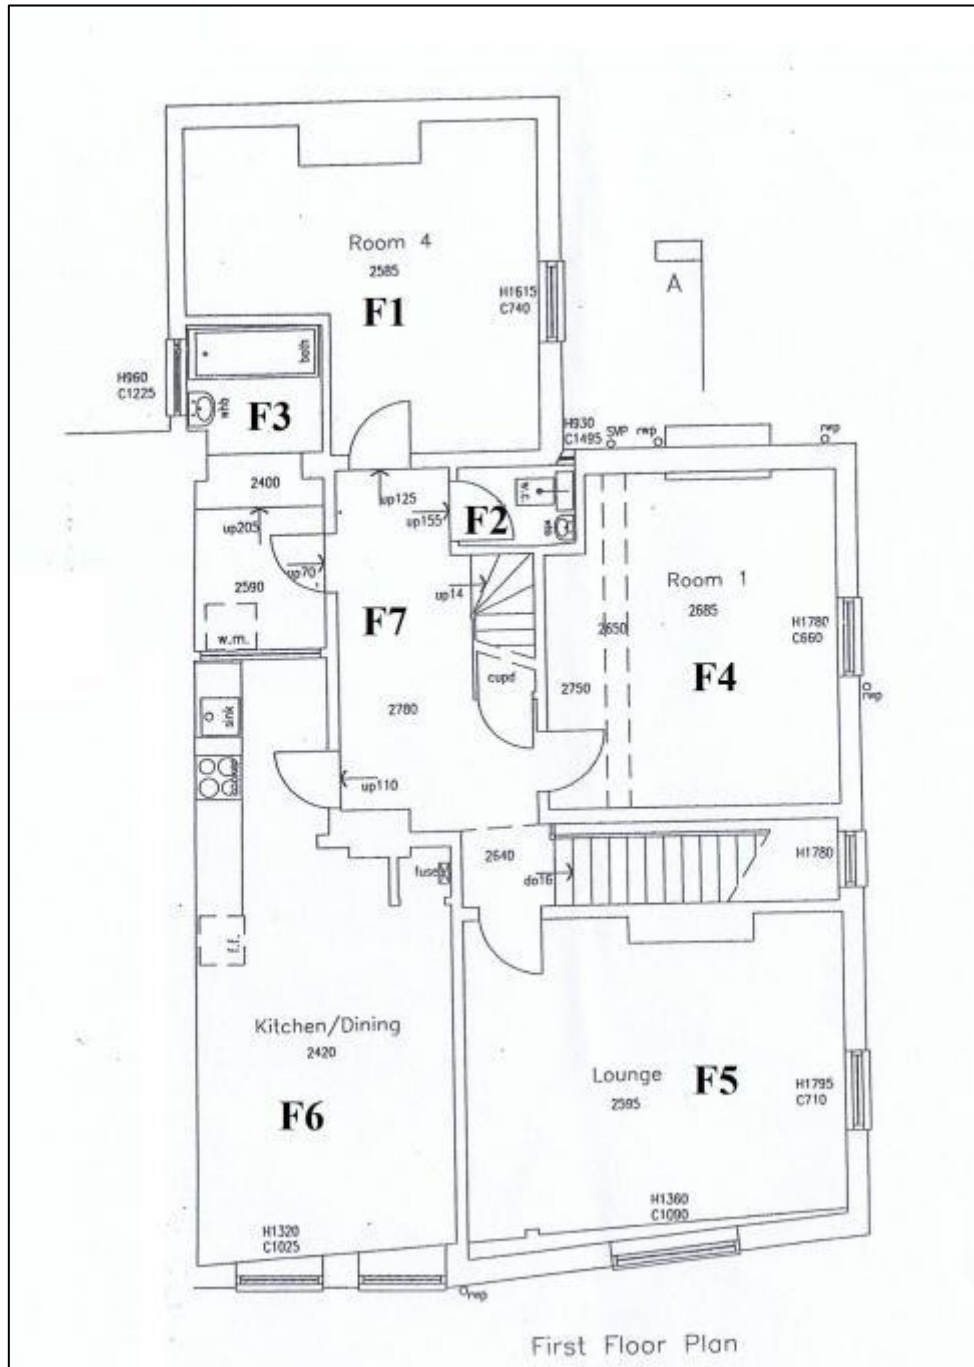 Room 4
2585
F1
H1615
C740
A
H960
C1225
bath
whb
F3
H930
C1495
SVP
rwp
rwp
2400
up125
up155
w.c.
F2
whb
up205
up70
2590
w.m.
up14
F7
Room 1
2685
2650
H1780
C660
F4
cupd
2750
rwp
2780
sink
up110
2640
do16
H1780
fuse
f.f.
Kitchen/Dining
2420
F6
Lounge
2595
F5
H1795
C710
H1360
C1090
H1320
C1025
rwp
First Floor Plan